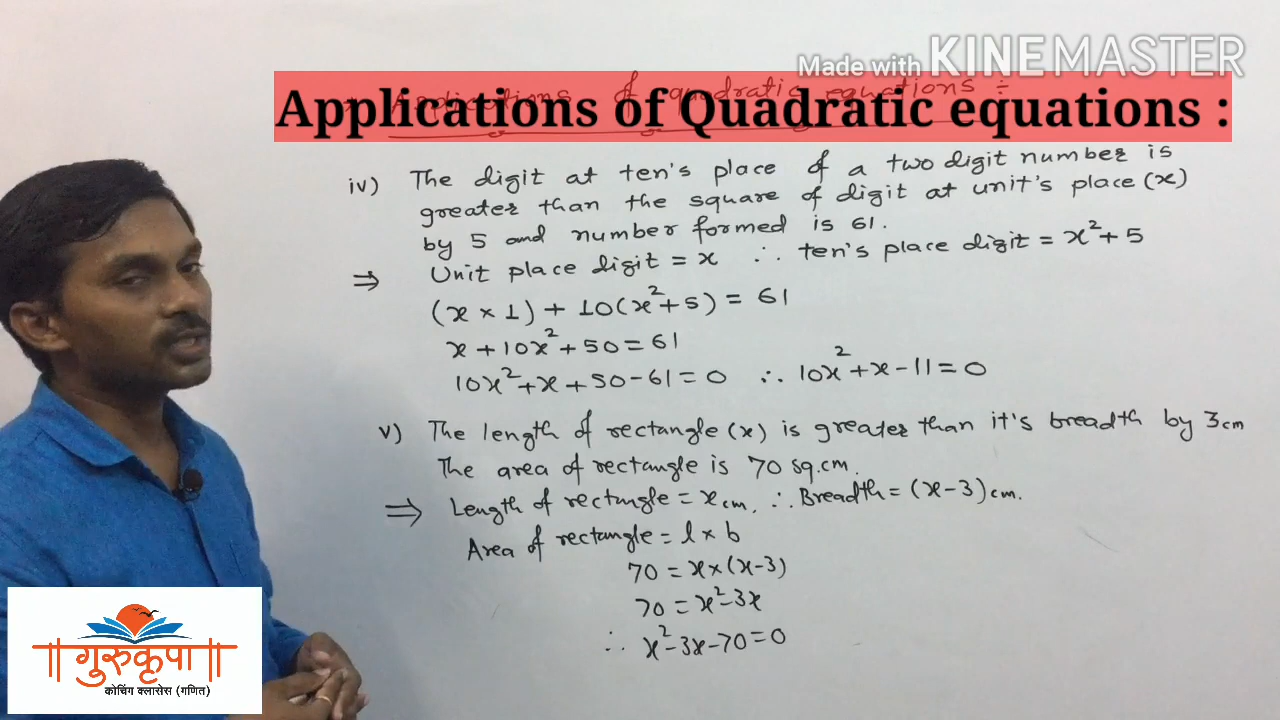 Made with KINEMASTER
Applications of Quadratic equations :
iv) The digit at ten's place of a two digit number is
greater than the square of digit at unit's place (x)
by 5 and number formed is 61.
⇒ Unit place digit = x ∴ ten's place digit = x²+5
(x × 1) + 10(x²+5) = 61
x + 10x² + 50 = 61
10x² + x + 50 - 61 = 0 ∴ 10x² + x - 11 = 0
v) The length of rectangle (x) is greater than it's breadth by 3cm
The area of rectangle is 70 sq.cm.
⇒ Length of rectangle = x cm, ∴ Breadth = (x-3) cm.
Area of rectangle = l × b
70 = x × (x-3)
70 = x² - 3x
∴ x² - 3x - 70 = 0
॥गुरुकृपा॥
कोचिंग क्लासेस (गणित)